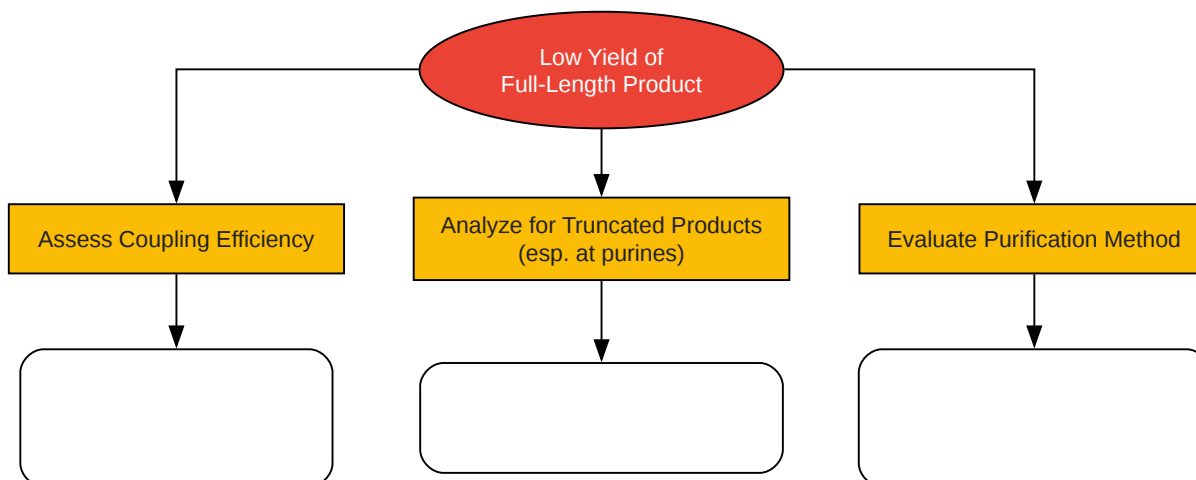 Low Yield of
Full-Length Product
Assess Coupling Efficiency
Analyze for Truncated Products
(esp. at purines)
Evaluate Purification Method